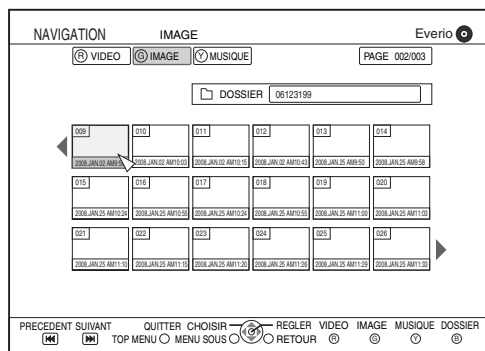 NAVIGATION IMAGE Everio
R VIDEO G IMAGE Y MUSIQUE PAGE 002/003
DOSSIER 06123199
009 010 011 012 013 014
2008.JAN.02 AM9:5 2008.JAN.02 AM10:03 2008.JAN.02 AM10:15 2008.JAN.02 AM10:43 2008.JAN.25 AM9:50 2008.JAN.25 AM9:58
015 016 017 018 019 020
2008.JAN.25 AM10:24 2008.JAN.25 AM10:55 2008.JAN.25 AM10:24 2008.JAN.25 AM10:55 2008.JAN.25 AM11:00 2008.JAN.25 AM11:03
021 022 023 024 025 026
2008.JAN.25 AM11:10 2008.JAN.25 AM11:15 2008.JAN.25 AM11:20 2008.JAN.25 AM11:26 2008.JAN.25 AM11:29 2008.JAN.25 AM11:33
PRECEDENT SUIVANT QUITTER CHOISIR REGLER VIDEO IMAGE MUSIQUE DOSSIER
TOP MENU MENU SOUS RETOUR R G Y B